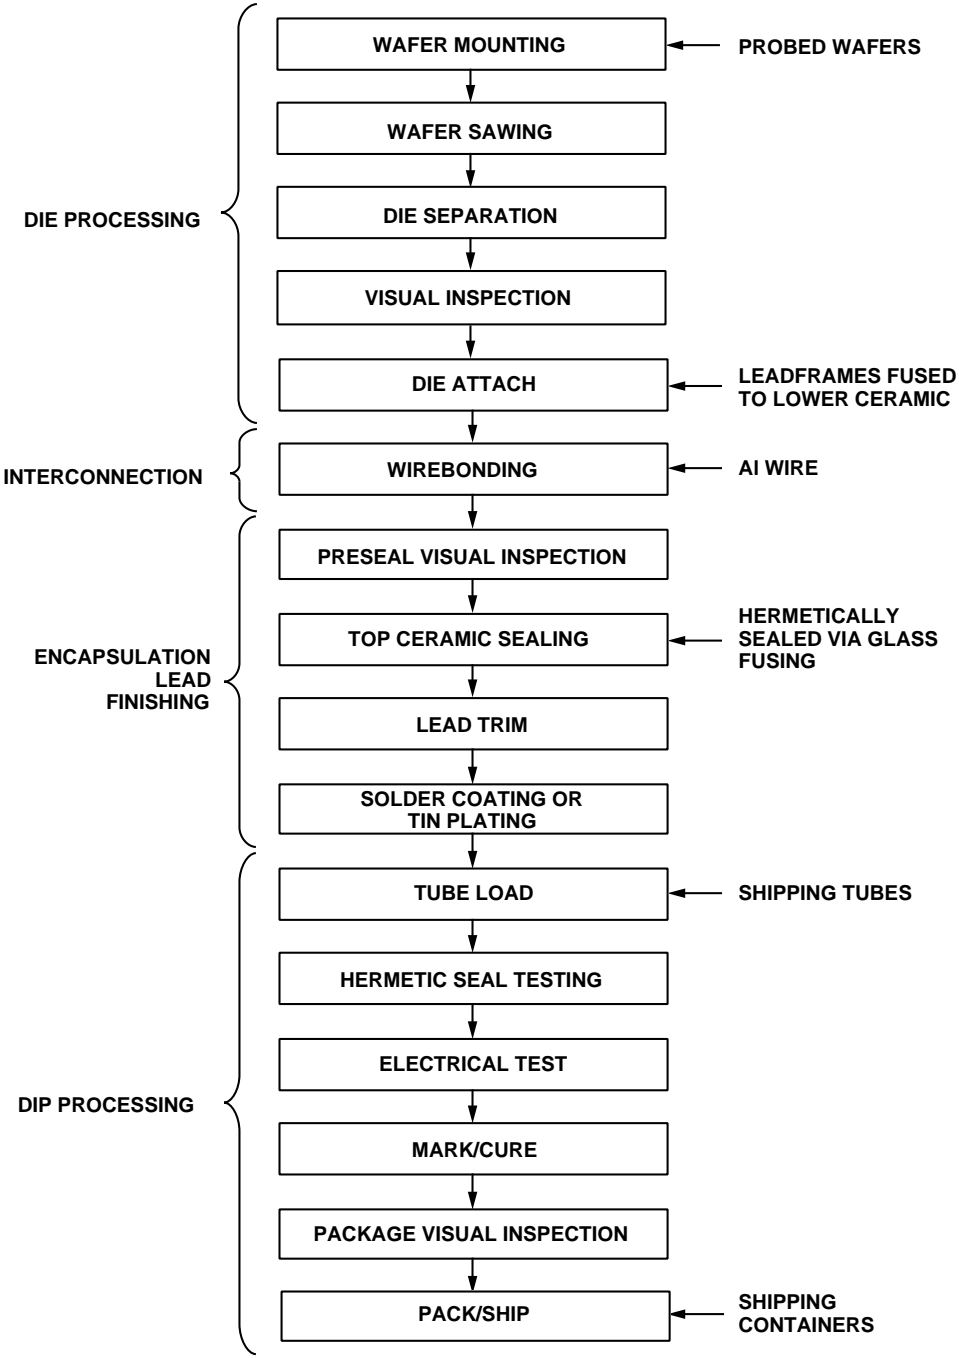 WAFER MOUNTING
PROBED WAFERS
WAFER SAWING
DIE SEPARATION
DIE PROCESSING
VISUAL INSPECTION
DIE ATTACH
LEADFRAMES FUSED
TO LOWER CERAMIC
INTERCONNECTION
WIREBONDING
Al WIRE
PRESEAL VISUAL INSPECTION
TOP CERAMIC SEALING
HERMETICALLY
SEALED VIA GLASS
FUSING
ENCAPSULATION
LEAD
FINISHING
LEAD TRIM
SOLDER COATING OR
TIN PLATING
TUBE LOAD
SHIPPING TUBES
HERMETIC SEAL TESTING
ELECTRICAL TEST
DIP PROCESSING
MARK/CURE
PACKAGE VISUAL INSPECTION
PACK/SHIP
SHIPPING
CONTAINERS